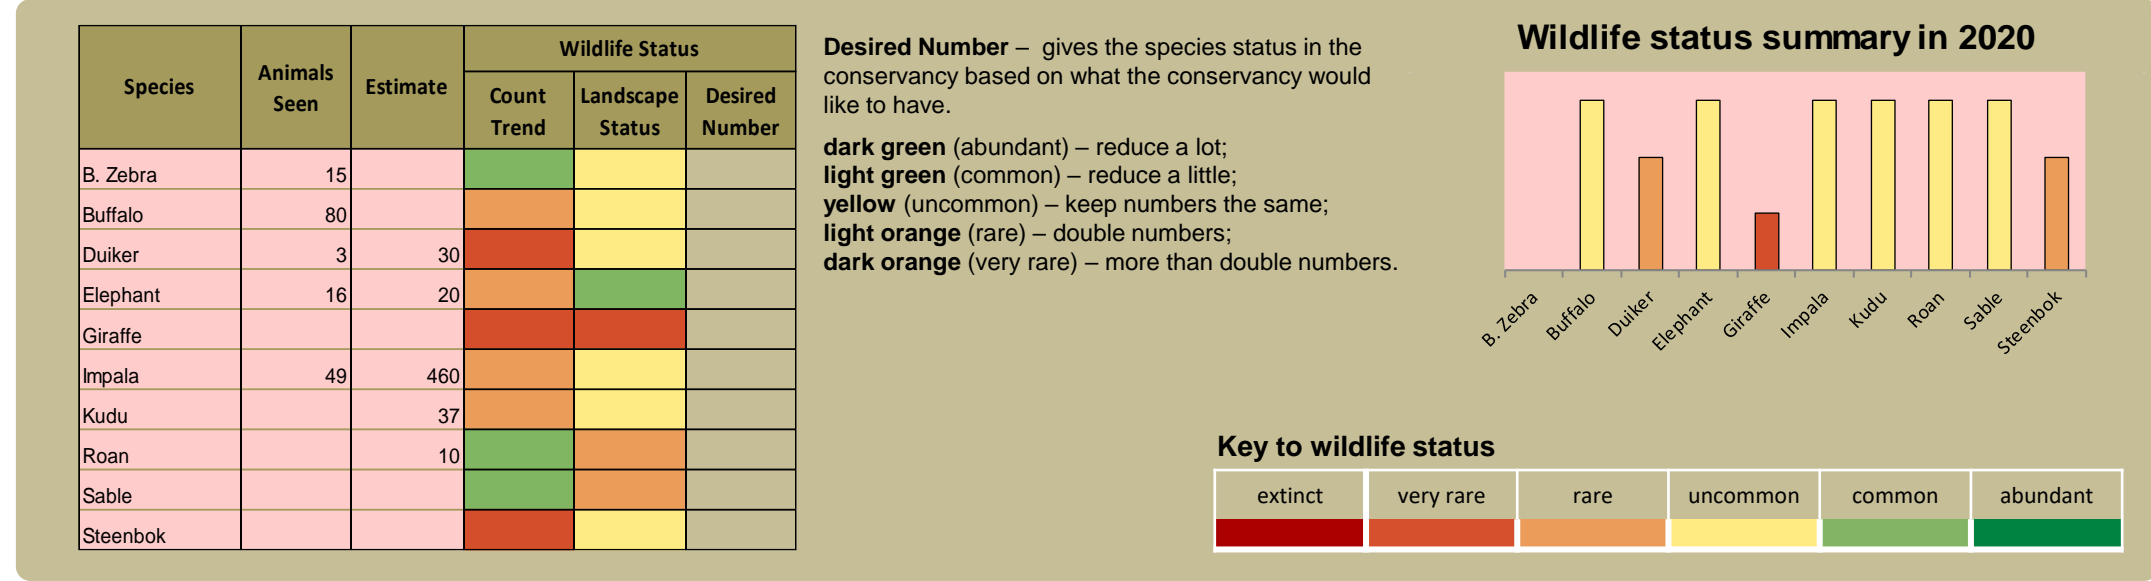 Species
Animals Seen
Estimate
Wildlife Status
Count Trend
Landscape Status
Desired Number
B. Zebra 15
Buffalo 80
Duiker 3 30
Elephant 16 20
Giraffe
Impala 49 460
Kudu 37
Roan 10
Sable
Steenbok
Desired Number – gives the species status in the
conservancy based on what the conservancy would
like to have.
dark green (abundant) – reduce a lot;
light green (common) – reduce a little;
yellow (uncommon) – keep numbers the same;
light orange (rare) – double numbers;
dark orange (very rare) – more than double numbers.
Wildlife status summary in 2020
B. Zebra
Buffalo
Duiker
Elephant
Giraffe
Impala
Kudu
Roan
Sable
Steenbok
Key to wildlife status
extinct very rare rare uncommon common abundant